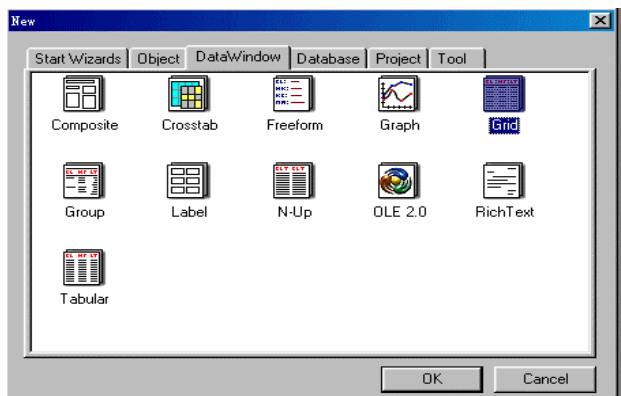 New
Start Wizards Object DataWindow Database Project Tool
Composite Crosstab Freeform Graph Grid
Group Label N-Up OLE 2.0 RichText
Tabular
OK Cancel